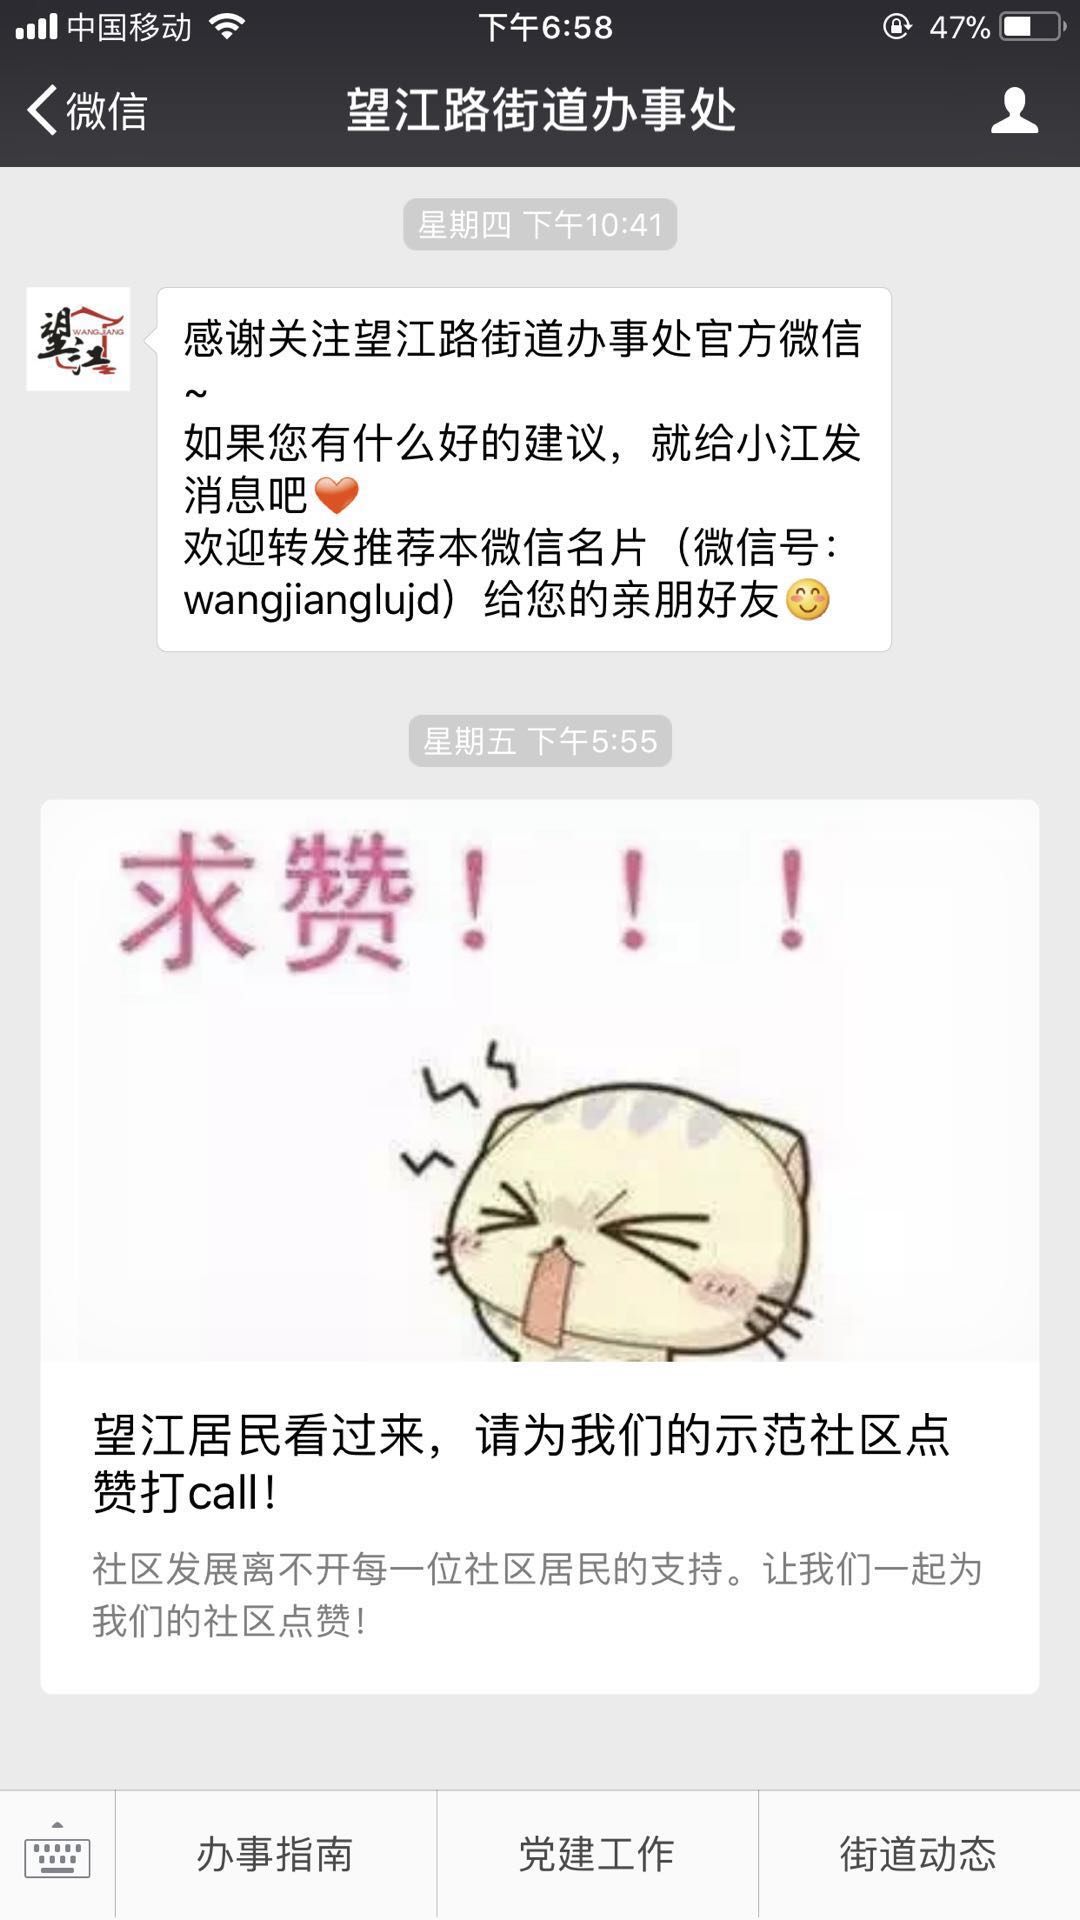 中国移动
下午6:58
47%
微信
望江路街道办事处
星期四 下午10:41
望江
WANGJIANG
感谢关注望江路街道办事处官方微信
~
如果您有什么好的建议，就给小江发
消息吧❤
欢迎转发推荐本微信名片（微信号：
wangjianglujd）给您的亲朋好友😊
星期五 下午5:55
求赞！！！
望江居民看过来，请为我们的示范社区点
赞打call！
社区发展离不开每一位社区居民的支持。让我们一起为
我们的社区点赞！
办事指南
党建工作
街道动态